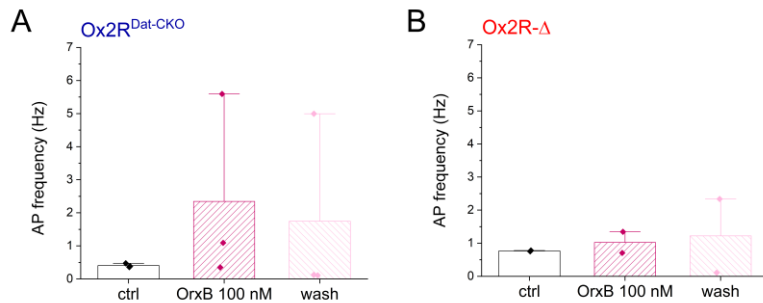 A
Ox2R^Dat-CKO
AP frequency (Hz)
7
6
5
4
3
2
1
0
ctrl
OrxB 100 nM
wash
B
Ox2R-Δ
AP frequency (Hz)
7
6
5
4
3
2
1
0
ctrl
OrxB 100 nM
wash